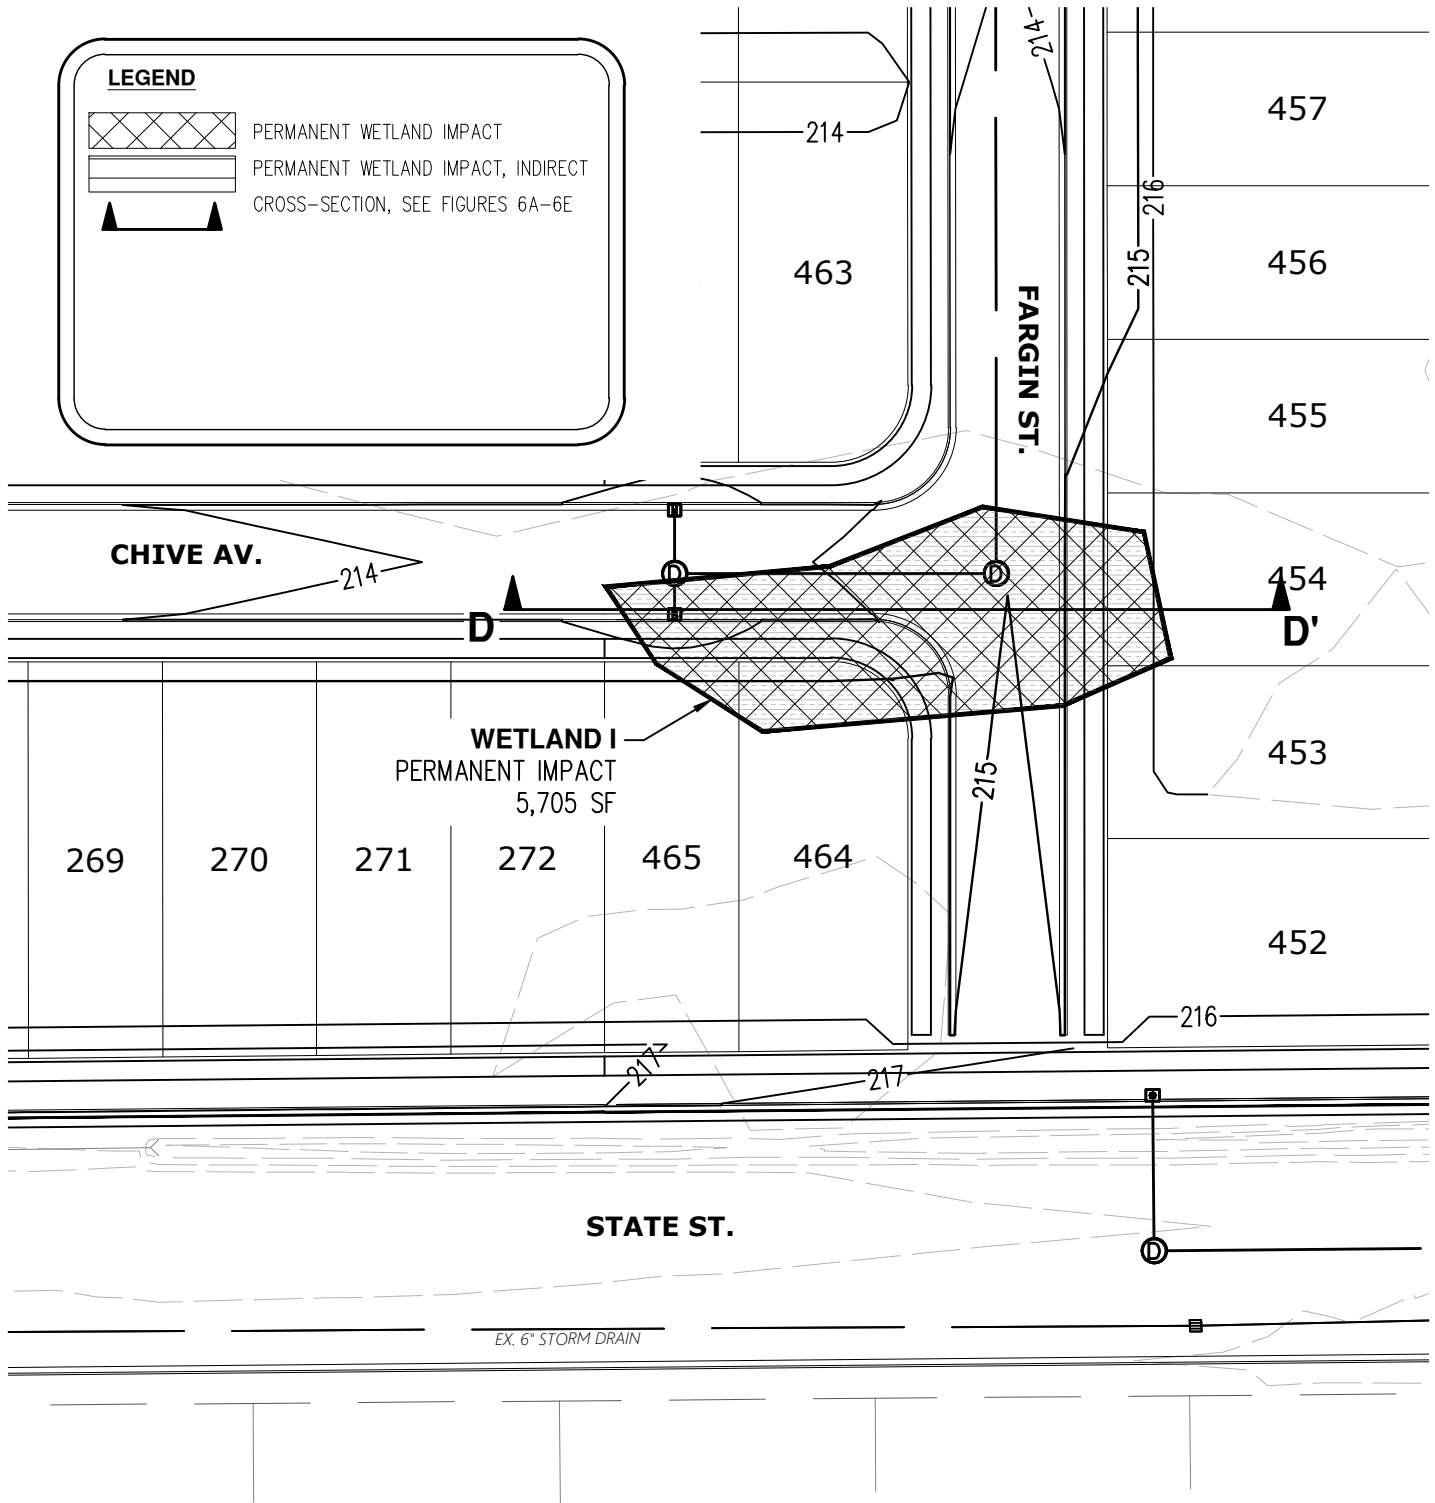 LEGEND
PERMANENT WETLAND IMPACT
PERMANENT WETLAND IMPACT, INDIRECT
CROSS-SECTION, SEE FIGURES 6A-6E
214
214
457
216
463
215
456
FARGIN ST.
455
CHIVE AV.
214
D
D
454
D
D'
WETLAND I
PERMANENT IMPACT
5,705 SF
215
453
269
270
271
272
465
464
452
216
217
217
STATE ST.
D
EX. 6" STORM DRAIN